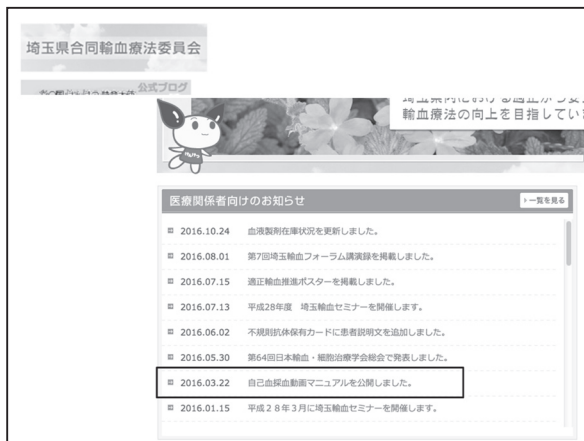 埼玉県合同輸血療法委員会
公式ブログ
輸血療法の向上を目指していま
医療関係者向けのお知らせ
一覧を見る
2016.10.24 血液製剤在庫状況を更新しました。
2016.08.01 第7回埼玉輸血フォーラム講演録を掲載しました。
2016.07.15 適正輸血推進ポスターを掲載しました。
2016.07.13 平成28年度 埼玉輸血セミナーを開催します。
2016.06.02 不規則抗体保有カードに患者説明文を追加しました。
2016.05.30 第64回日本輸血・細胞治療学会総会で発表しました。
2016.03.22 自己血採血動画マニュアルを公開しました。
2016.01.15 平成28年3月に埼玉輸血セミナーを開催します。